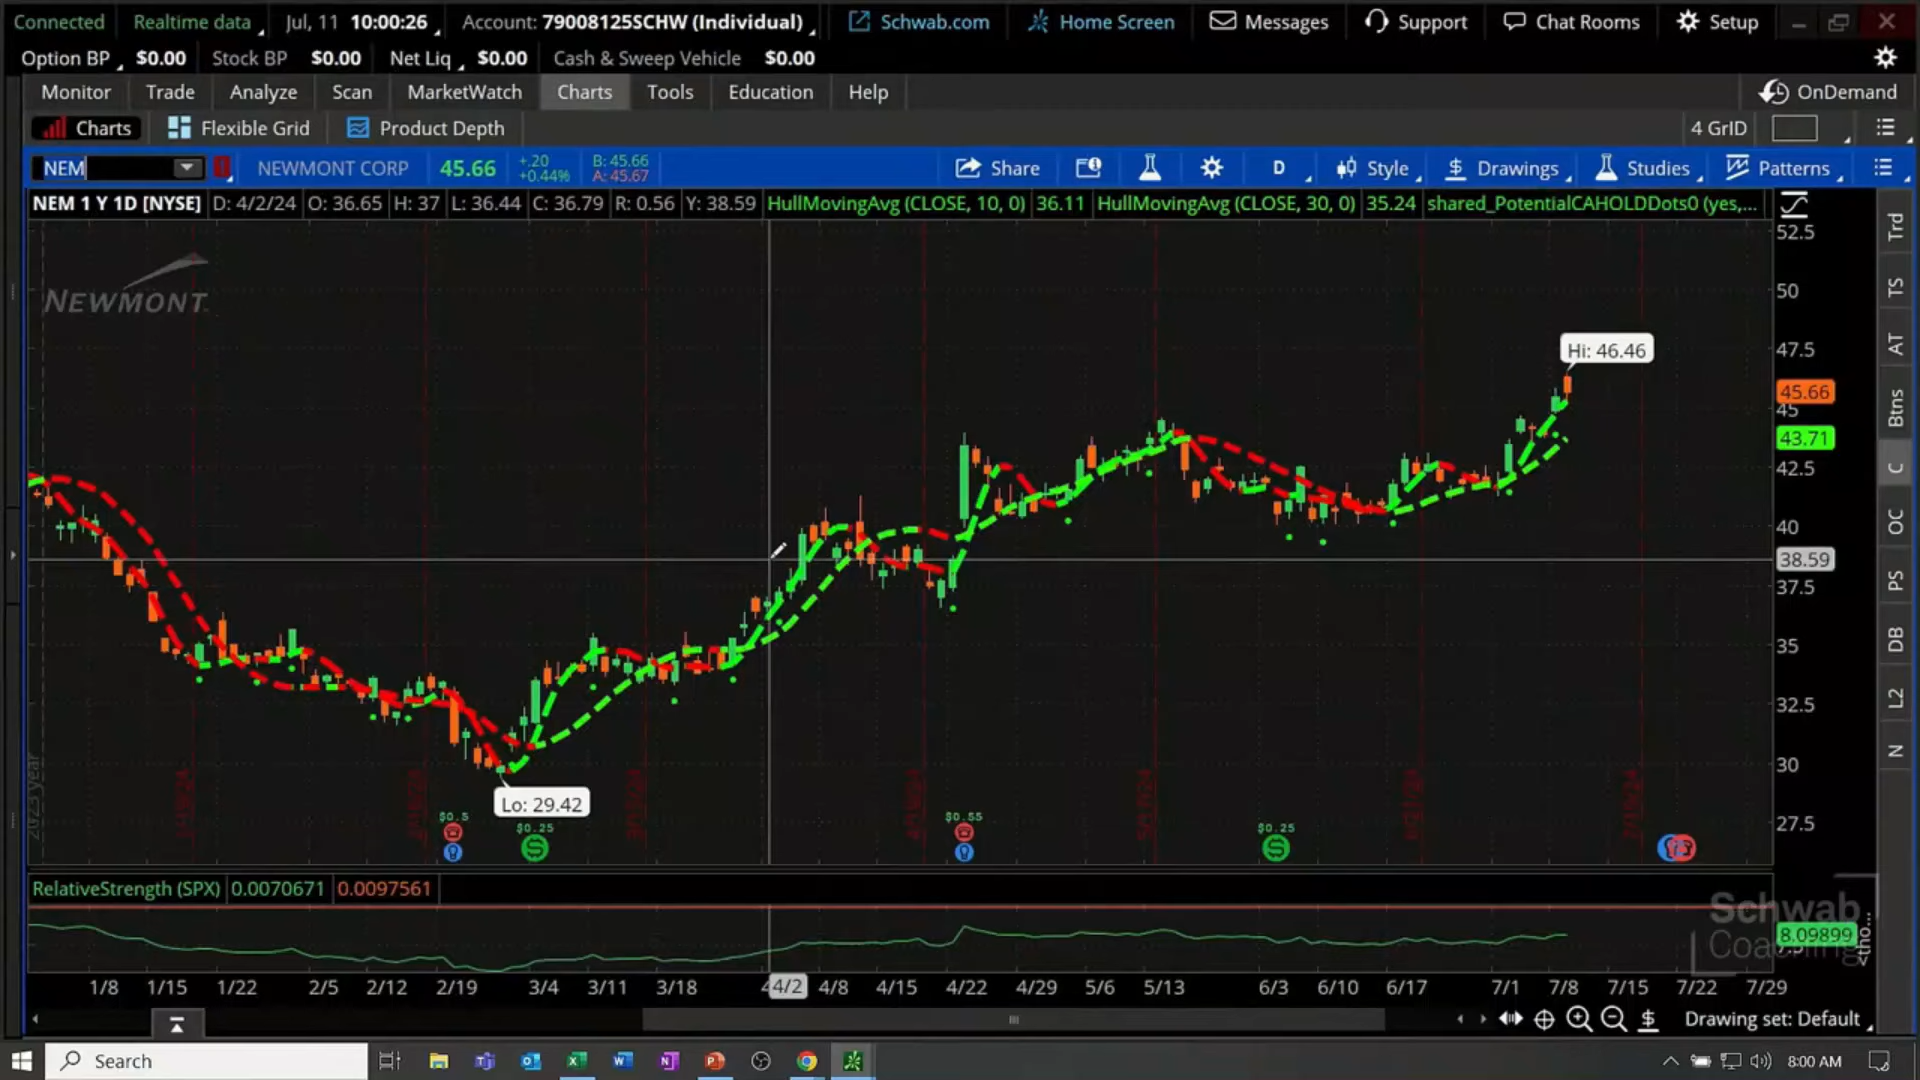 Connected Realtime data Jul, 11 10:00:26 Account: 79008125SCHW (Individual) Schwab.com Home Screen Messages Support Chat Rooms Setup
Option BP $0.00 Stock BP $0.00 Net Liq $0.00 Cash & Sweep Vehicle $0.00
Monitor Trade Analyze Scan MarketWatch Charts Tools Education Help OnDemand
Charts Flexible Grid Product Depth 4 GrID
NEM NEWMONT CORP 45.66 +.20 +0.44% B: 45.66 A: 45.67 Share D Style Drawings Studies Patterns
NEM 1 Y 1D [NYSE] D: 4/2/24 O: 36.65 H: 37 L: 36.44 C: 36.79 R: 0.56 Y: 38.59 HullMovingAvg (CLOSE, 10, 0) 36.11 HullMovingAvg (CLOSE, 30, 0) 35.24 shared_PotentialCAHOLDDots0 (yes,...
NEWMONT.
52.5
50
Hi: 46.46
47.5
45.66
45
43.71
42.5
40
38.59
37.5
35
32.5
30
Lo: 29.42
27.5
$0.5
$0.25
$0.55
$0.25
2023 year
1/19/24
5/17/24
Trd
TS
AT
Btns
C
OC
PS
DB
L2
N
RelativeStrength (SPX) 0.0070671 0.0097561
Schwab
Coaching
8.09899
<tho...
1/8 1/15 1/22 2/5 2/12 2/19 3/4 3/11 3/18 4/2 4/8 4/15 4/22 4/29 5/6 5/13 6/3 6/10 6/17 7/1 7/8 7/15 7/22 7/29
Drawing set: Default
Search 8:00 AM